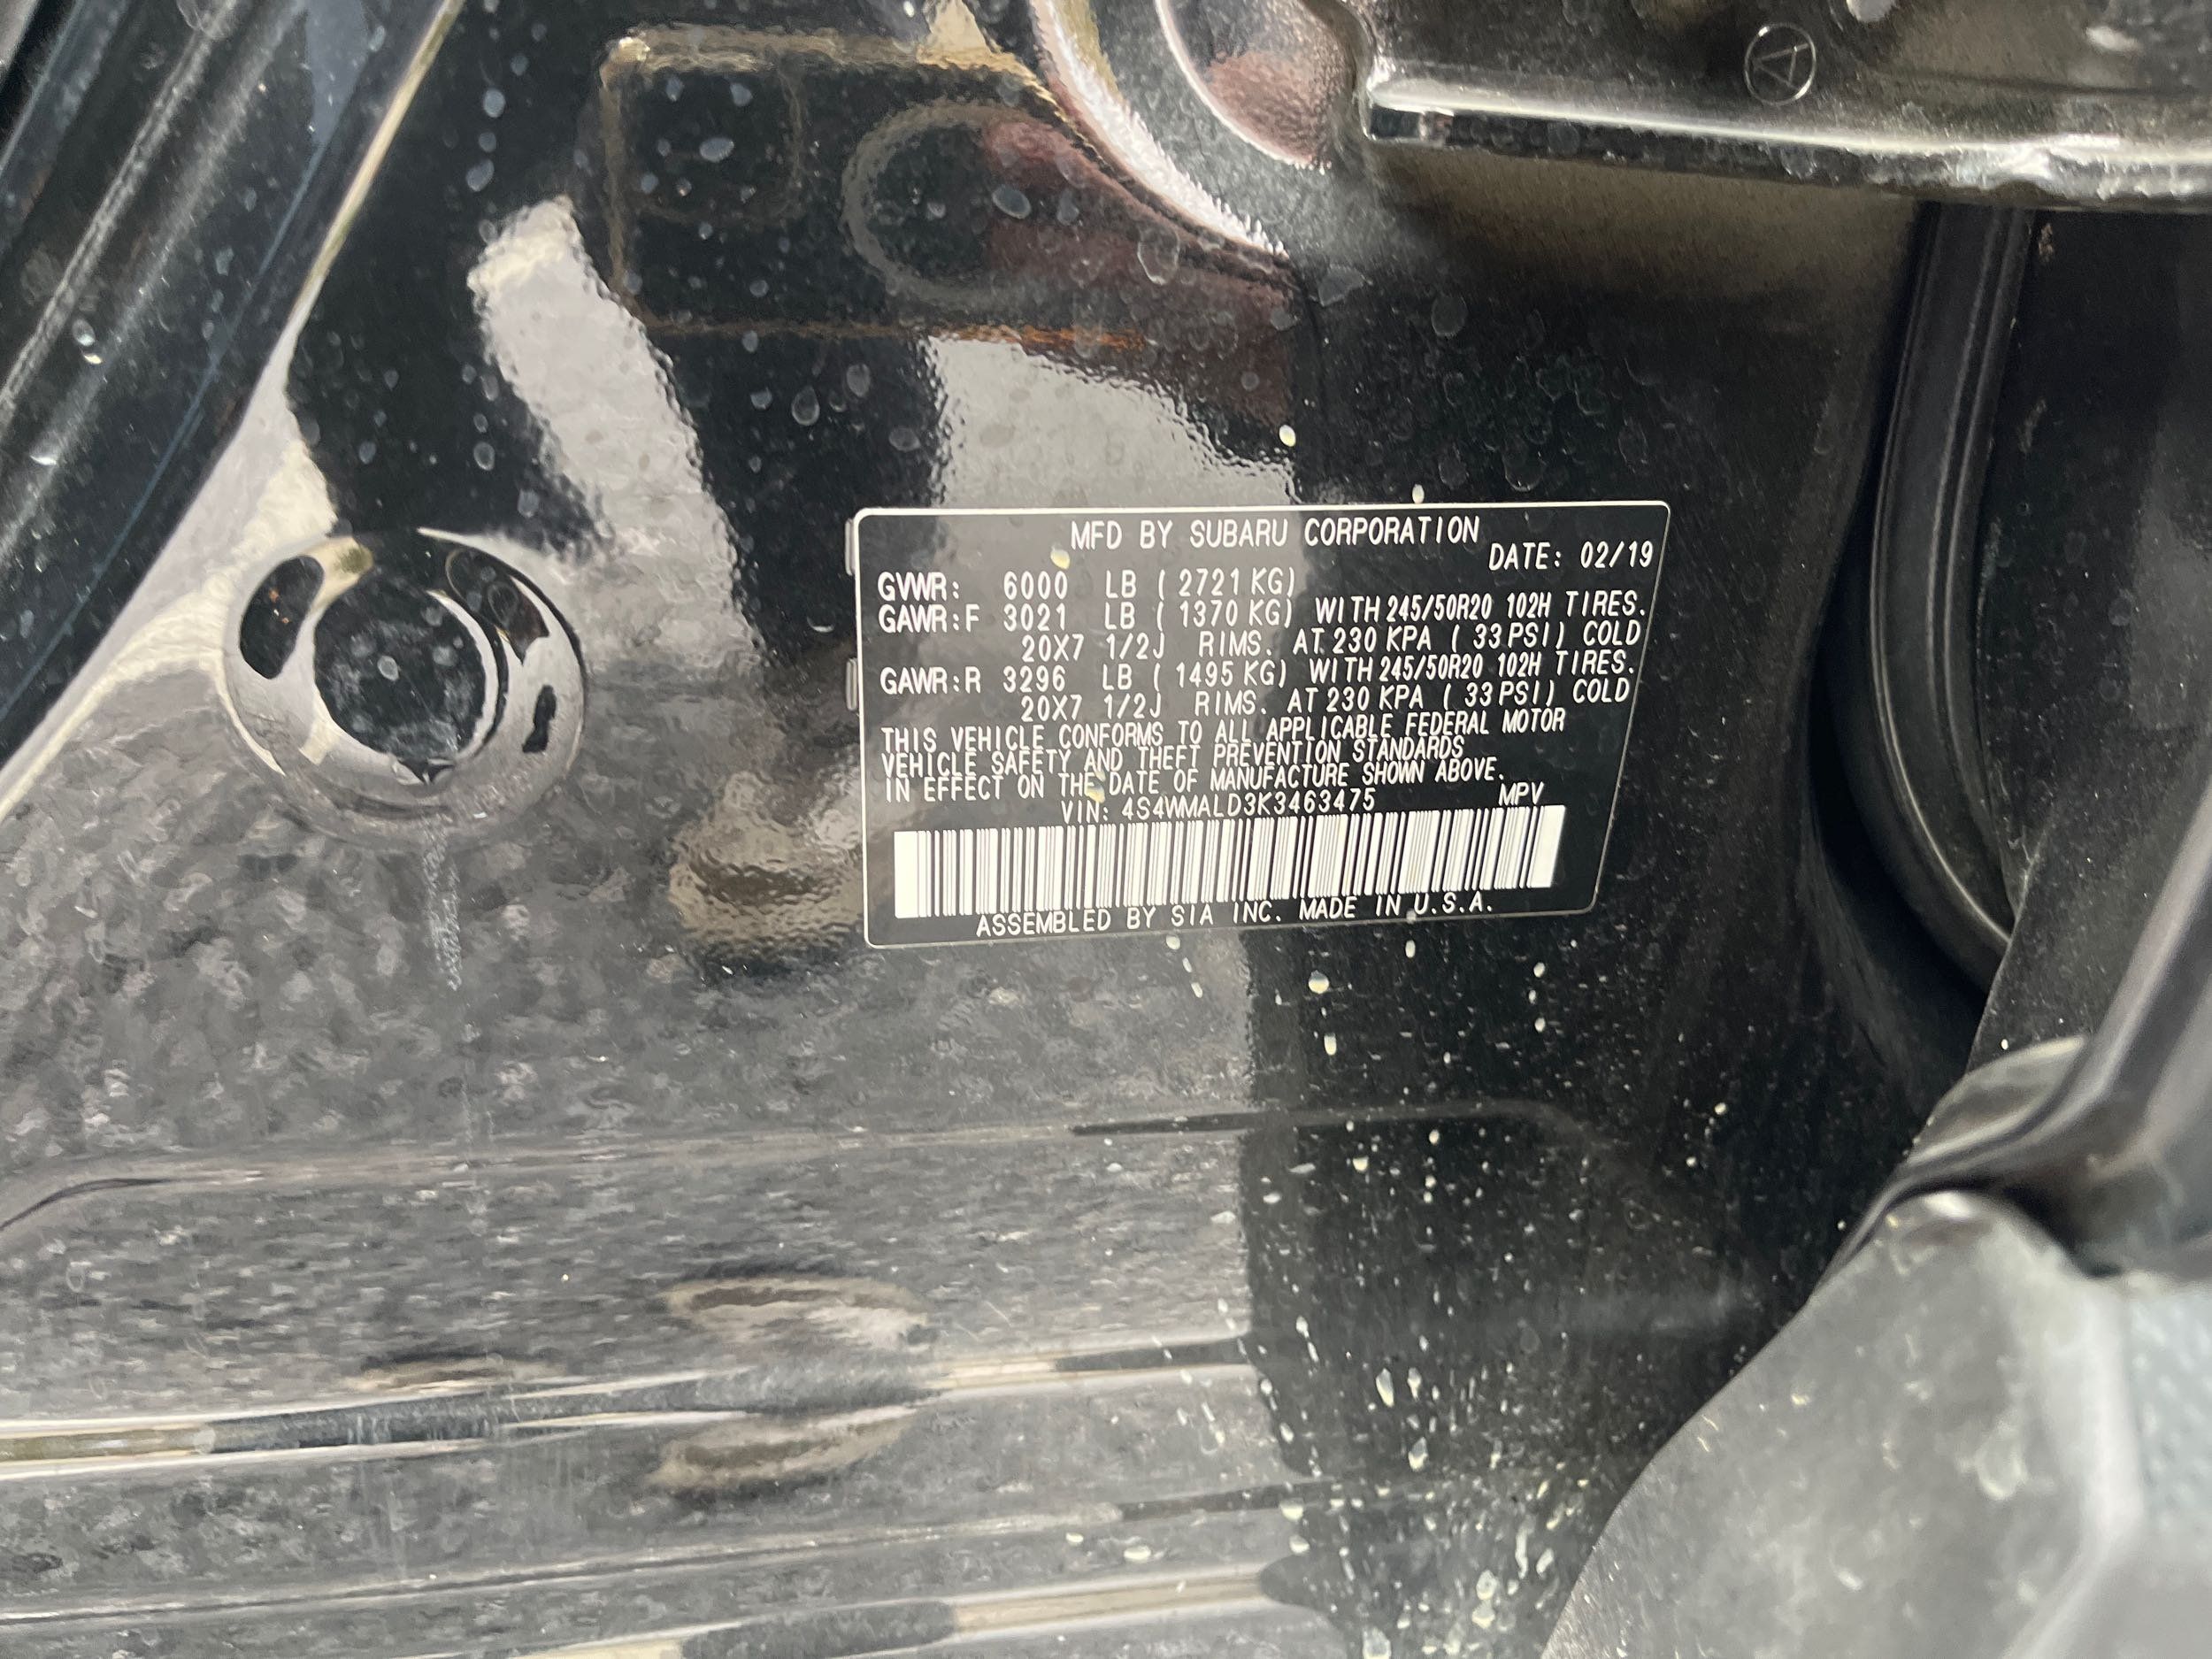 MFD BY SUBARU CORPORATION
DATE: 02/19
GVWR: 6000 LB ( 2721 KG)
GAWR:F 3021 LB ( 1370 KG) WITH 245/50R20 102H TIRES.
20X7 1/2J RIMS. AT 230 KPA ( 33 PSI) COLD
GAWR:R 3296 LB ( 1495 KG) WITH 245/50R20 102H TIRES.
20X7 1/2J RIMS. AT 230 KPA ( 33 PSI) COLD
THIS VEHICLE CONFORMS TO ALL APPLICABLE FEDERAL MOTOR
VEHICLE SAFETY AND THEFT PREVENTION STANDARDS
IN EFFECT ON THE DATE OF MANUFACTURE SHOWN ABOVE.
VIN: 4S4WMALD3K3463475 MPV
ASSEMBLED BY SIA INC. MADE IN U.S.A.